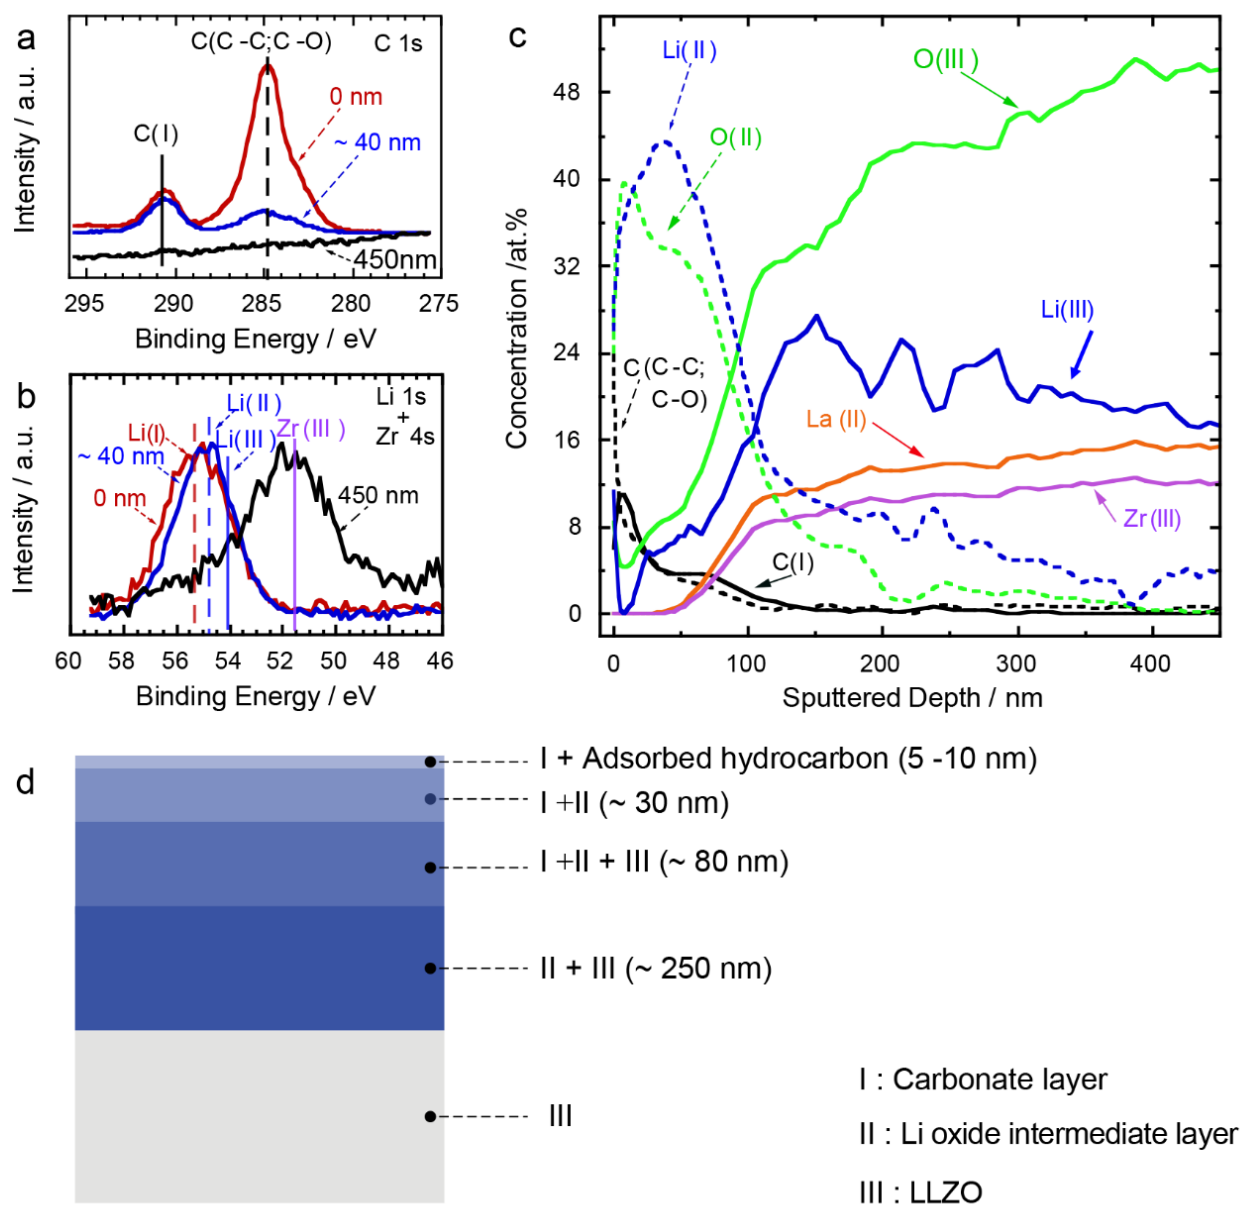 a
C(C -C;C -O)
C 1s
0 nm
C(I)
~ 40 nm
450nm
Intensity / a.u.
295 290 285 280 275
Binding Energy / eV
b
Li 1s
+
Zr 4s
Li(II)
Li(I)
Li(III)
Zr(III)
~ 40 nm
0 nm
450 nm
Intensity / a.u.
60 58 56 54 52 50 48 46
Binding Energy / eV
c
Li(II)
O(III)
O(II)
C(C-C;
C-O)
Li(III)
La (II)
Zr(III)
C(I)
Concentration /at.%
48
40
32
24
16
8
0
0 100 200 300 400
Sputtered Depth / nm
d
I + Adsorbed hydrocarbon (5 -10 nm)
I +II (~ 30 nm)
I +II + III (~ 80 nm)
II + III (~ 250 nm)
III
I : Carbonate layer
II : Li oxide intermediate layer
III : LLZO